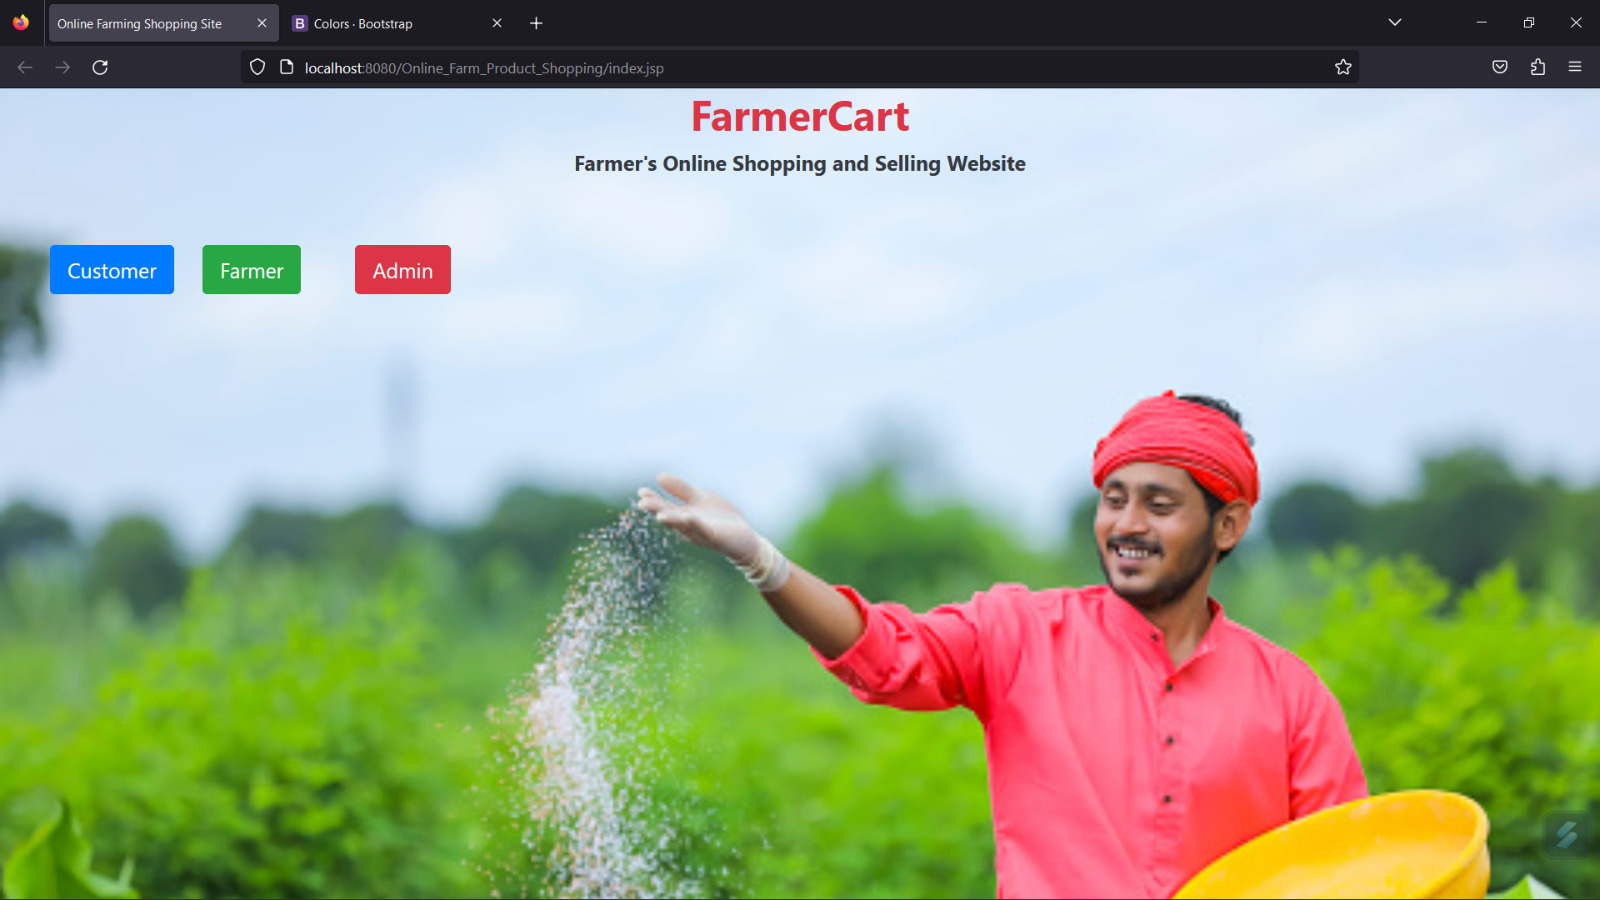 Online Farming Shopping Site
B Colors · Bootstrap
localhost:8080/Online_Farm_Product_Shopping/index.jsp
FarmerCart
Farmer's Online Shopping and Selling Website
Customer Farmer Admin